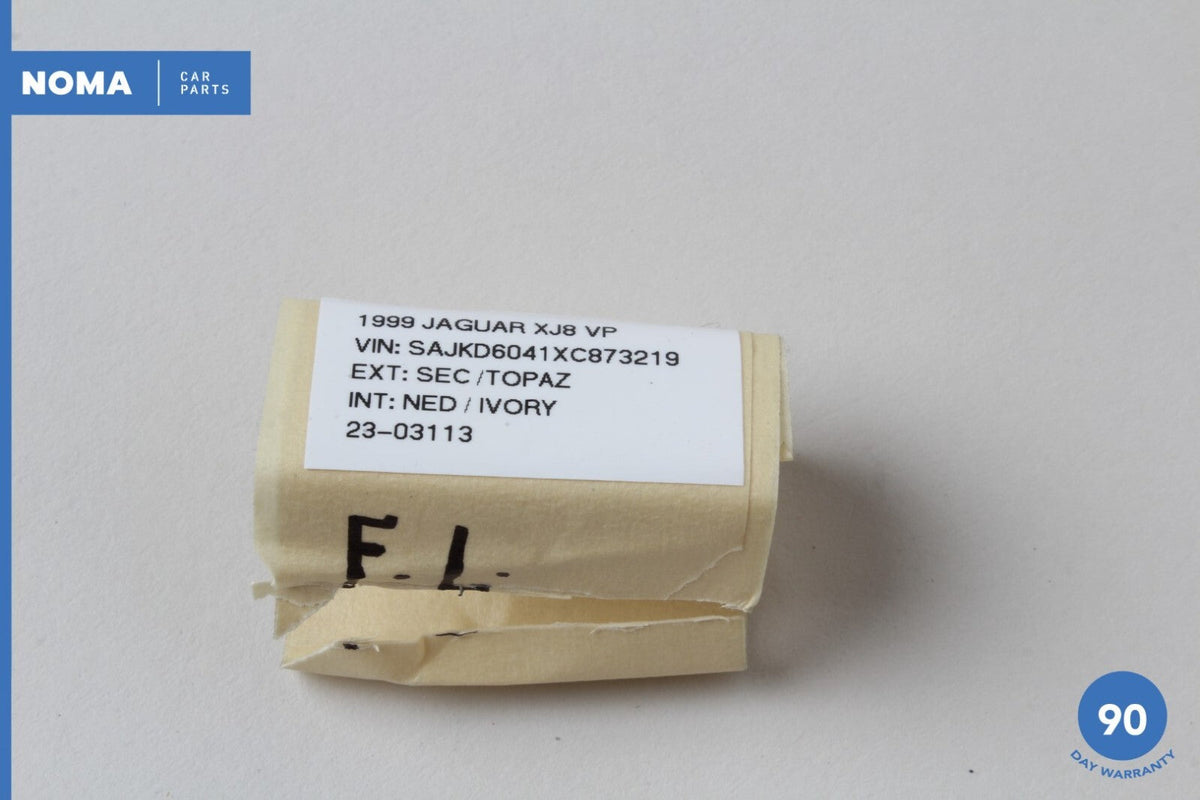 NOMA
CAR
PARTS
1999 JAGUAR XJ8 VP
VIN: SAJKD6041XC873219
EXT: SEC /TOPAZ
INT: NED / IVORY
23-03113
F. L.
90
DAY WARRANTY